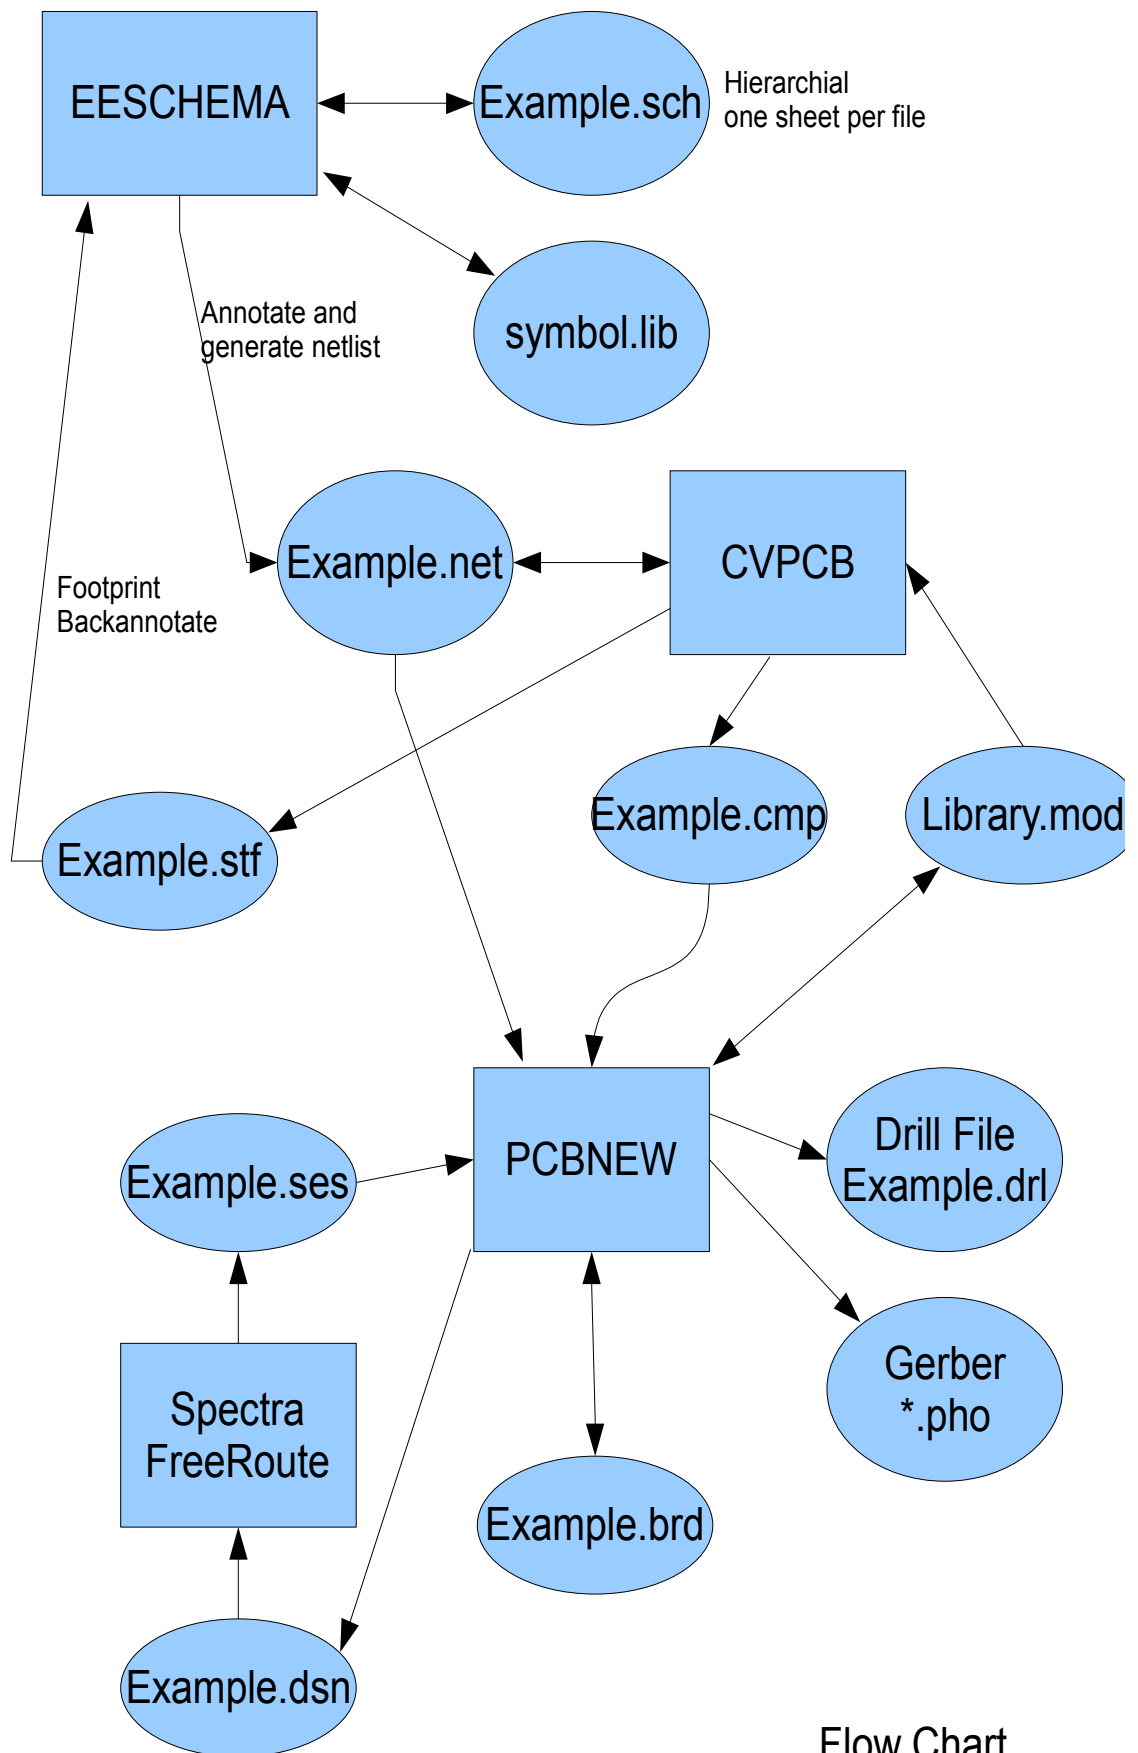 EESCHEMA
Example.sch
Hierarchial
one sheet per file
symbol.lib
Annotate and
generate netlist
Example.net
CVPCB
Footprint
Backannotate
Example.stf
Example.cmp
Library.mod
PCBNEW
Drill File
Example.drl
Example.ses
Gerber
*.pho
Spectra
FreeRoute
Example.brd
Example.dsn
Flow Chart